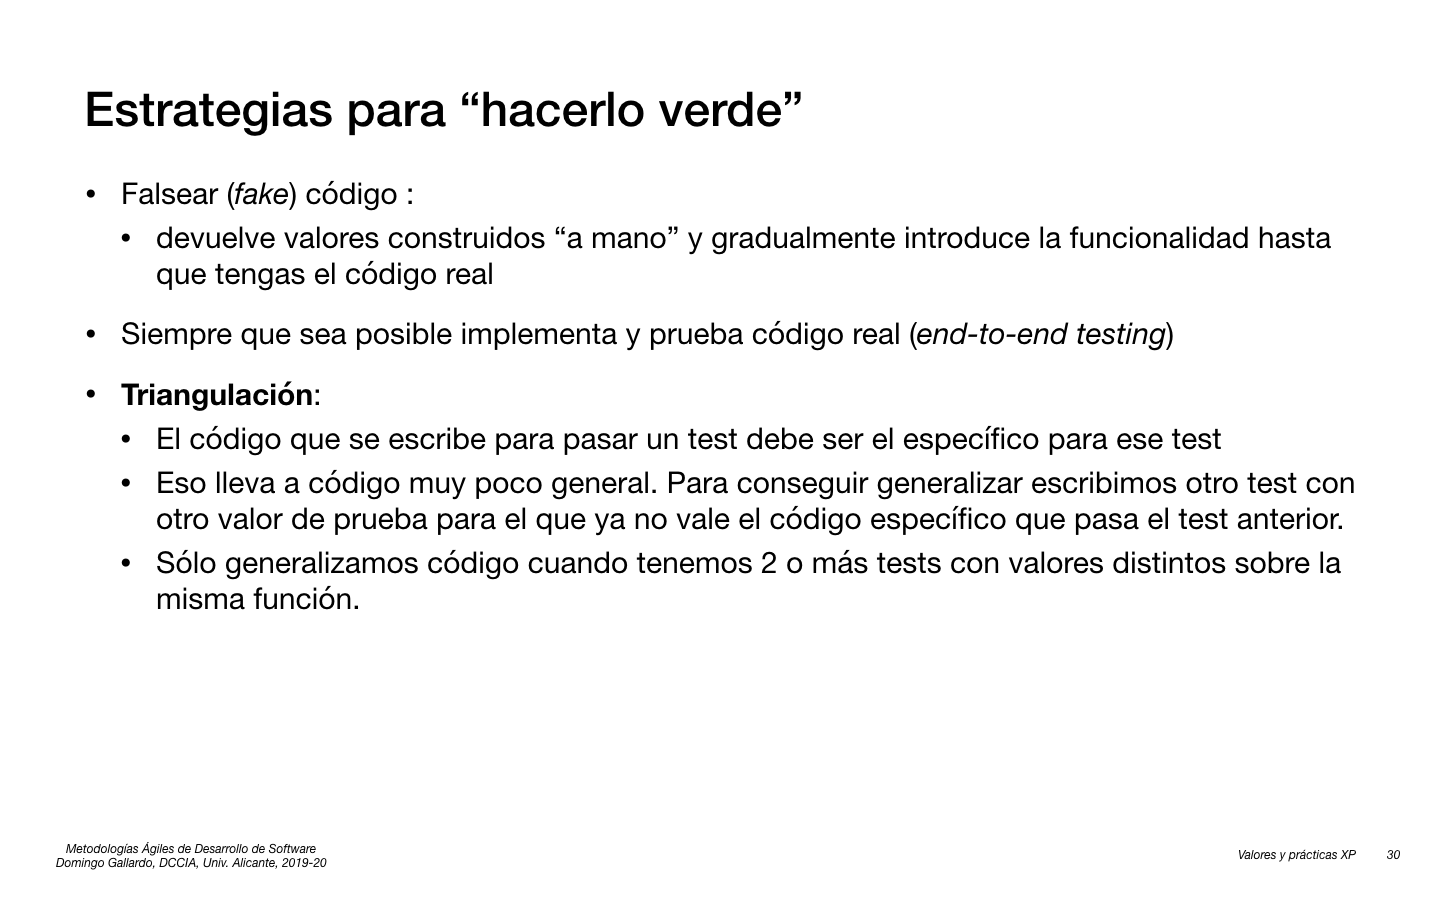 Estrategias para “hacerlo verde”
• Falsear (fake) código :
• devuelve valores construidos “a mano” y gradualmente introduce la funcionalidad hasta
que tengas el código real
• Siempre que sea posible implementa y prueba código real (end-to-end testing)
• Triangulación:
• El código que se escribe para pasar un test debe ser el específico para ese test
• Eso lleva a código muy poco general. Para conseguir generalizar escribimos otro test con
otro valor de prueba para el que ya no vale el código específico que pasa el test anterior.
• Sólo generalizamos código cuando tenemos 2 o más tests con valores distintos sobre la
misma función.
Metodologías Ágiles de Desarrollo de Software
Domingo Gallardo, DCCIA, Univ. Alicante, 2019-20
Valores y prácticas XP 30